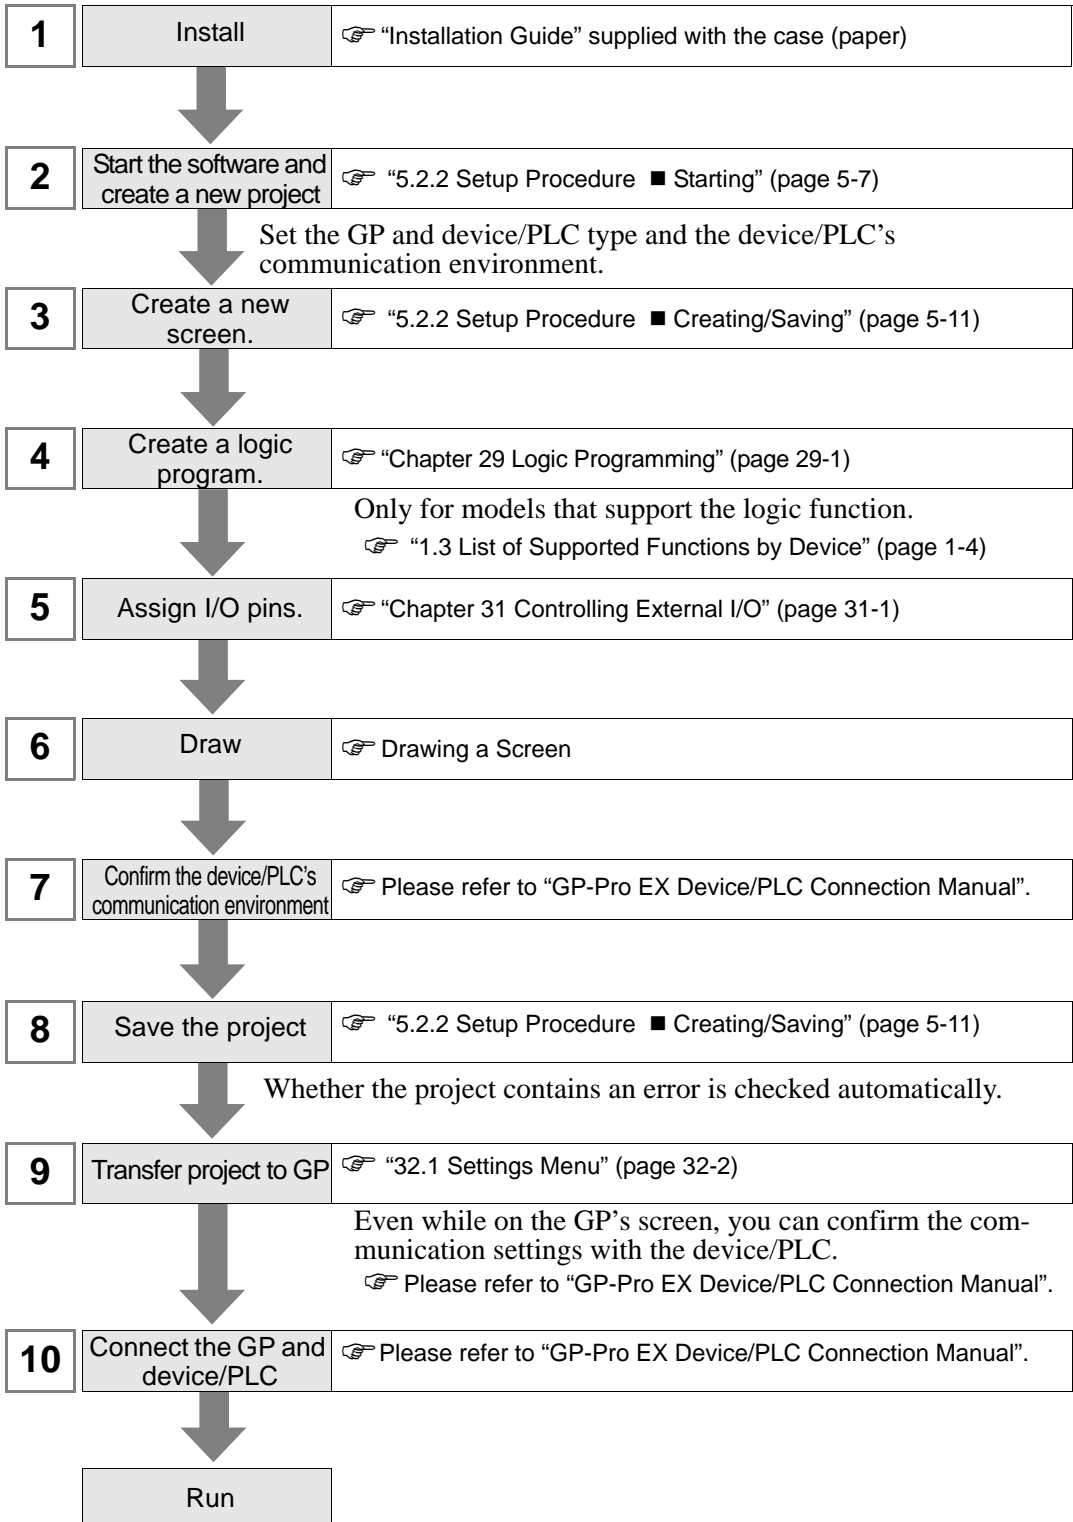 1
Install
☞ “Installation Guide” supplied with the case (paper)
2
Start the software and
create a new project
☞ “5.2.2 Setup Procedure ■ Starting” (page 5-7)
Set the GP and device/PLC type and the device/PLC’s
communication environment.
3
Create a new
screen.
☞ “5.2.2 Setup Procedure ■ Creating/Saving” (page 5-11)
4
Create a logic
program.
☞ “Chapter 29 Logic Programming” (page 29-1)
Only for models that support the logic function.
☞ “1.3 List of Supported Functions by Device” (page 1-4)
5
Assign I/O pins.
☞ “Chapter 31 Controlling External I/O” (page 31-1)
6
Draw
☞ Drawing a Screen
7
Confirm the device/PLC’s
communication environment
☞ Please refer to “GP-Pro EX Device/PLC Connection Manual”.
8
Save the project
☞ “5.2.2 Setup Procedure ■ Creating/Saving” (page 5-11)
Whether the project contains an error is checked automatically.
9
Transfer project to GP
☞ “32.1 Settings Menu” (page 32-2)
Even while on the GP’s screen, you can confirm the com-
munication settings with the device/PLC.
☞ Please refer to “GP-Pro EX Device/PLC Connection Manual”.
10
Connect the GP and
device/PLC
☞ Please refer to “GP-Pro EX Device/PLC Connection Manual”.
Run